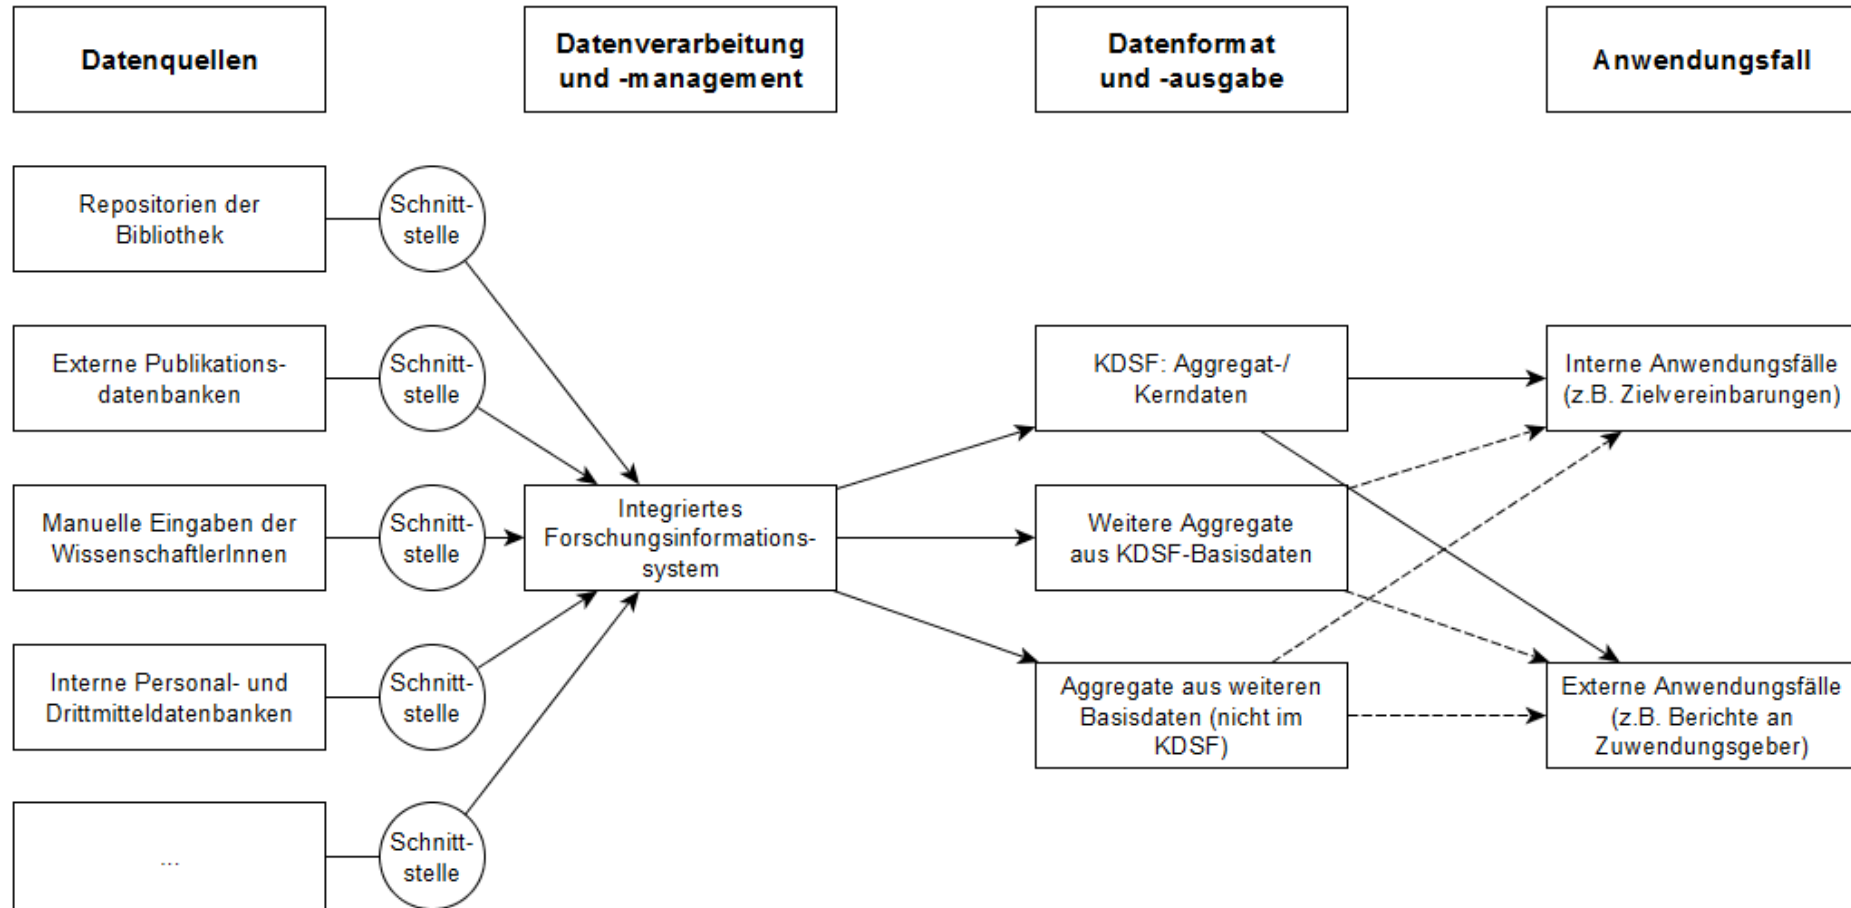 Datenquellen
Datenverarbeitung
und -management
Datenformat
und -ausgabe
Anwendungsfall
Repositorien der
Bibliothek
Schnitt-
stelle
Externe Publikations-
datenbanken
Schnitt-
stelle
KDSF: Aggregat-/
Kerndaten
Interne Anwendungsfälle
(z.B. Zielvereinbarungen)
Manuelle Eingaben der
WissenschaftlerInnen
Schnitt-
stelle
Integriertes
Forschungsinformations-
system
Weitere Aggregate
aus KDSF-Basisdaten
Interne Personal- und
Drittmitteldatenbanken
Schnitt-
stelle
Aggregate aus weiteren
Basisdaten (nicht im
KDSF)
Externe Anwendungsfälle
(z.B. Berichte an
Zuwendungsgeber)
...
Schnitt-
stelle